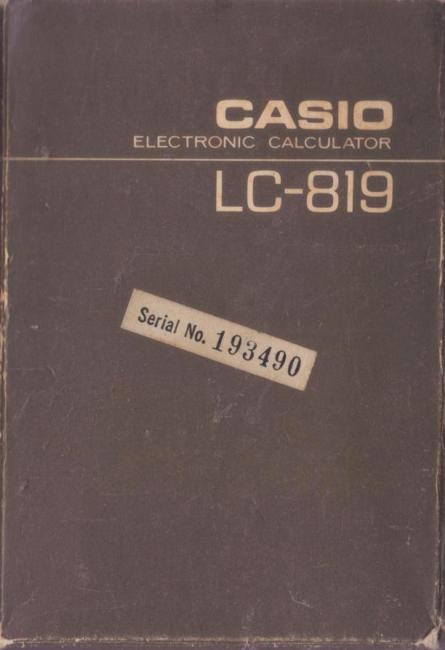 CASIO
ELECTRONIC CALCULATOR
LC-819
Serial No. 193490